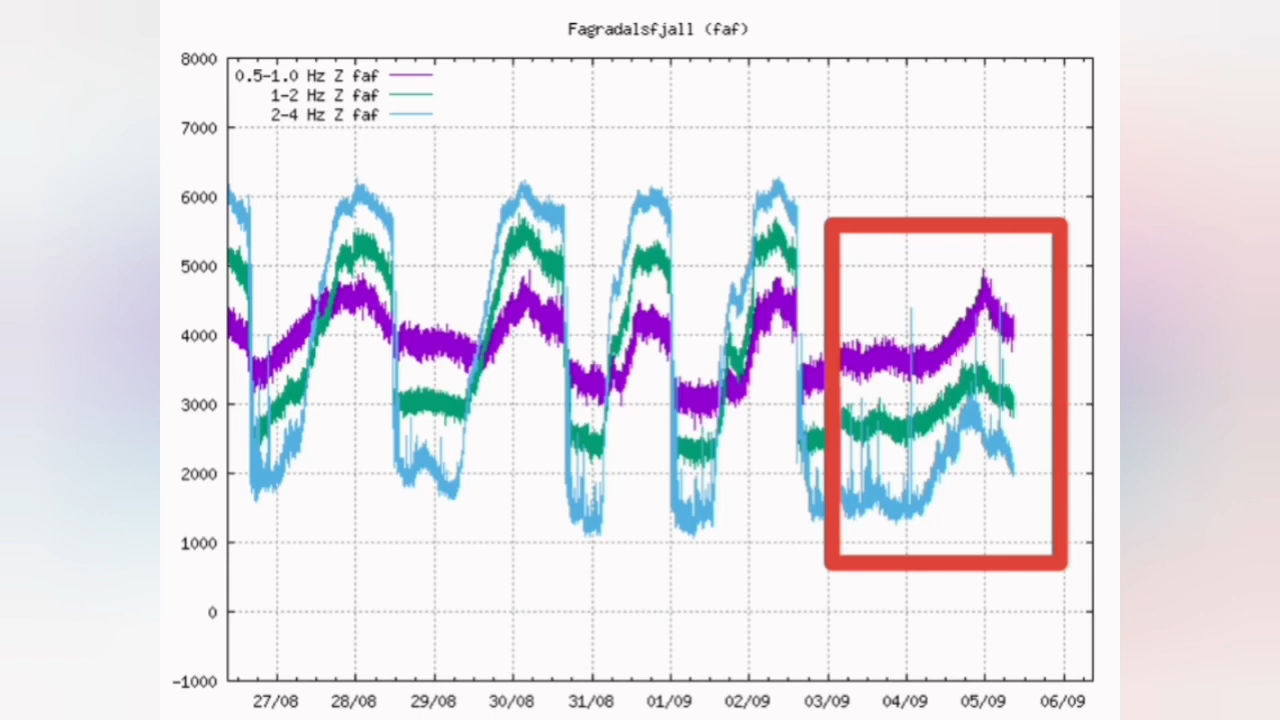 Fagradalsfjall (faf)
8000
0.5-1.0 Hz Z faf
1-2 Hz Z faf
2-4 Hz Z faf
7000
6000
5000
4000
3000
2000
1000
0
-1000
27/08 28/08 29/08 30/08 31/08 01/09 02/09 03/09 04/09 05/09 06/09